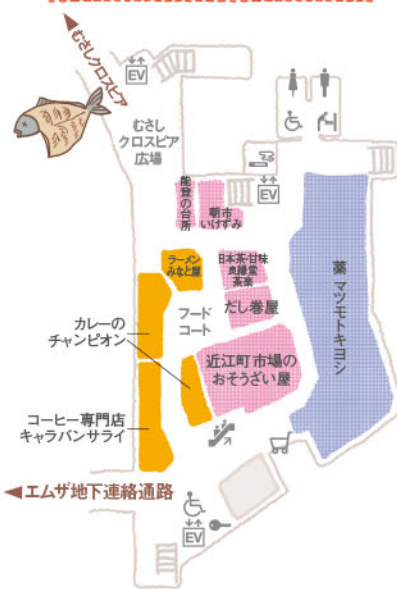 むさしクロスピア
EV
むさし
クロスピア
広場
EV
能登の台所
朝市
いけすみ
ラーメン
みなと屋
日本茶・甘味
良縁堂
茶楽
だし巻屋
薬 マツモトキヨシ
カレーの
チャンピオン
フード
コート
近江町市場の
おそうざい屋
コーヒー専門店
キャラバンサライ
エムザ地下連絡通路
EV